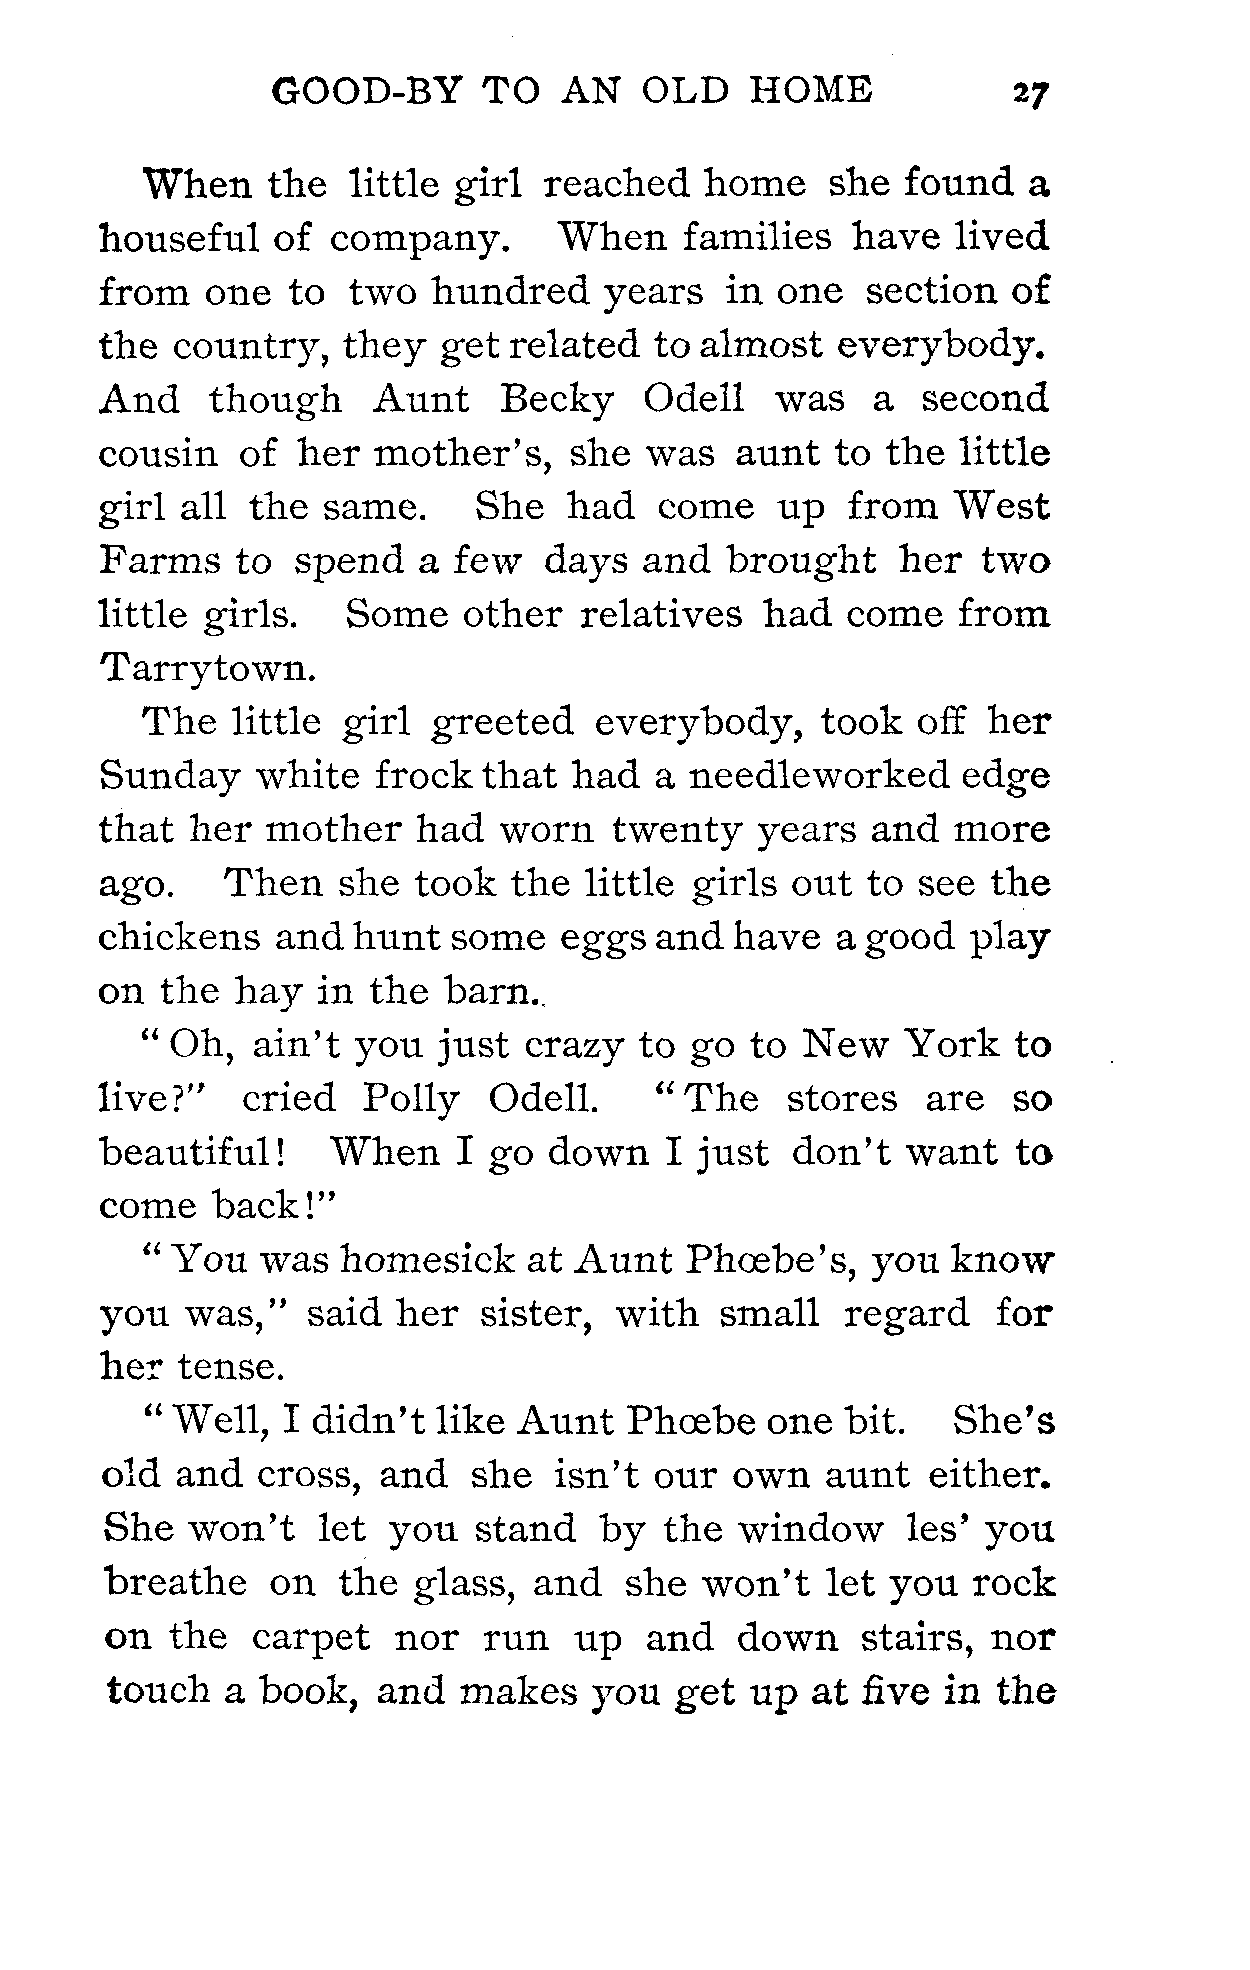 GOOD-BY TO AN OLD HOME 27
When the little girl reached home she found a
houseful of company. When families have lived
from one to two hundred years in one section of
the country, they get related to almost everybody.
And though Aunt Becky Odell was a second
cousin of her mother's, she was aunt to the little
girl all the same. She had come up from West
Farms to spend a few days and brought her two
little girls. Some other relatives had come from
Tarrytown.
The little girl greeted everybody, took off her
Sunday white frock that had a needleworked edge
that her mother had worn twenty years and more
ago. Then she took the little girls out to see the
chickens and hunt some eggs and have a good play
on the hay in the barn.
“Oh, ain't you just crazy to go to New York to
live?” cried Polly Odell. “The stores are so
beautiful! When I go down I just don't want to
come back!”
“You was homesick at Aunt Phœbe's, you know
you was,” said her sister, with small regard for
her tense.
“Well, I didn't like Aunt Phœbe one bit. She's
old and cross, and she isn't our own aunt either.
She won't let you stand by the window les' you
breathe on the glass, and she won't let you rock
on the carpet nor run up and down stairs, nor
touch a book, and makes you get up at five in the